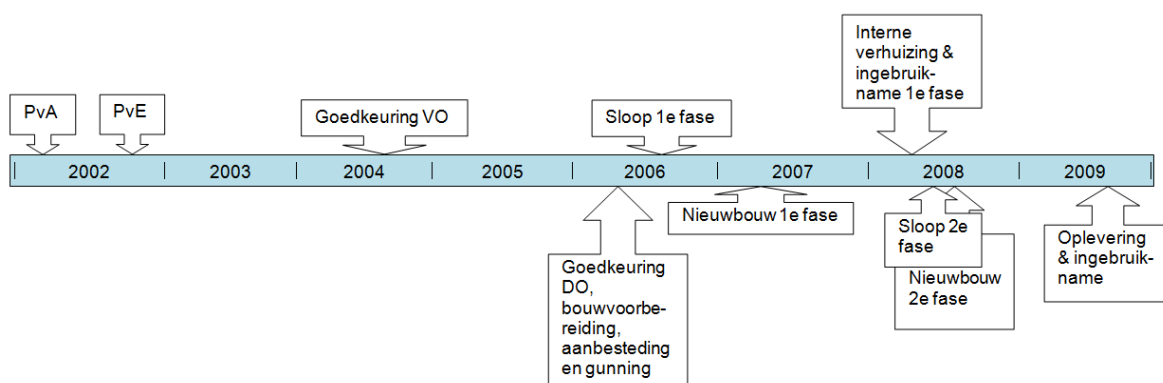 Interne
verhuizing &
ingebruik-
name 1e fase
PvA
PvE
Goedkeuring VO
Sloop 1e fase
2002 2003 2004 2005 2006 2007 2008 2009
Nieuwbouw 1e fase
Sloop 2e
fase
Nieuwbouw
2e fase
Oplevering
& ingebruik-
name
Goedkeuring
DO,
bouwvoorbe-
reiding,
aanbesteding
en gunning